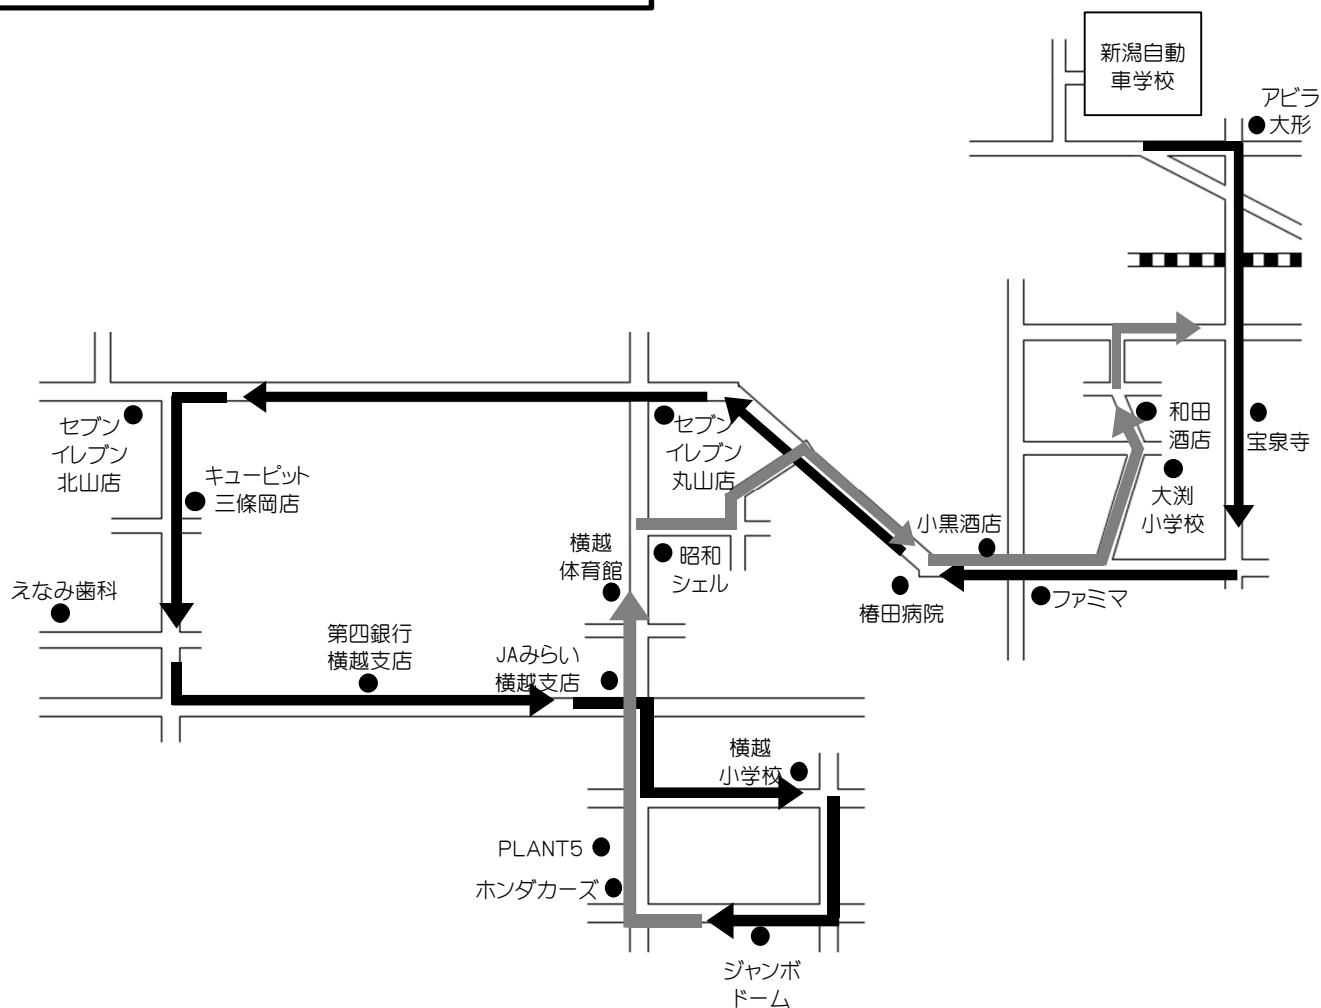 新潟自動
車学校
アビラ
大形
セブン
イレブン
北山店
キューピット
三條岡店
えなみ歯科
第四銀行
横越支店
JAみらい
横越支店
横越
体育館
セブン
イレブン
丸山店
昭和
シェル
小黒酒店
椿田病院
ファミマ
和田
酒店
大渕
小学校
宝泉寺
横越
小学校
PLANT5
ホンダカーズ
ジャンボ
ドーム